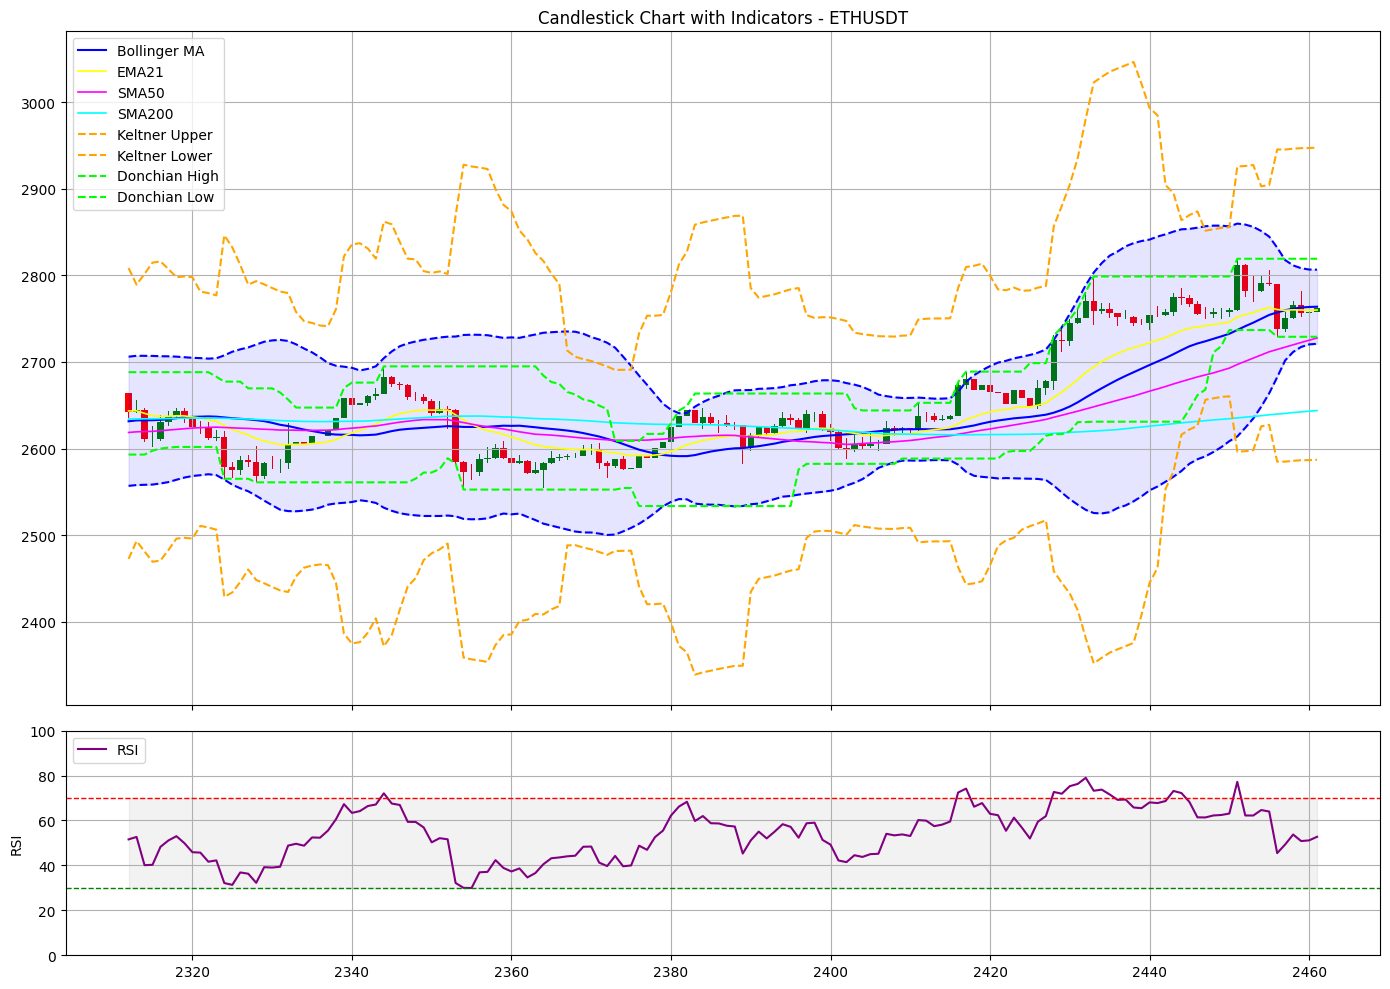 Candlestick Chart with Indicators - ETHUSDT
Bollinger MA
EMA21
SMA50
SMA200
Keltner Upper
Keltner Lower
Donchian High
Donchian Low
3000
2900
2800
2700
2600
2500
2400
RSI
100
80
60
40
20
0
RSI
2320
2340
2360
2380
2400
2420
2440
2460